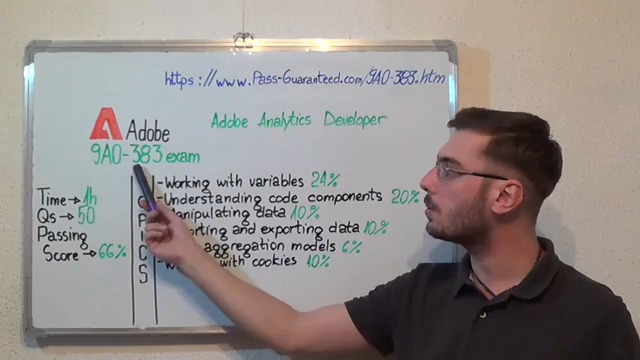 https://www.Pass-Guaranteed.com/9A0-383.htm
Adobe
Adobe Analytics Developer
9A0-383 exam
Time → 1h
Qs → 50
Passing
Score → 66%
- Working with variables 24%
- Understanding code components 20%
data 10%
and exporting data 10%
aggregation models 6%
with cookies 10%